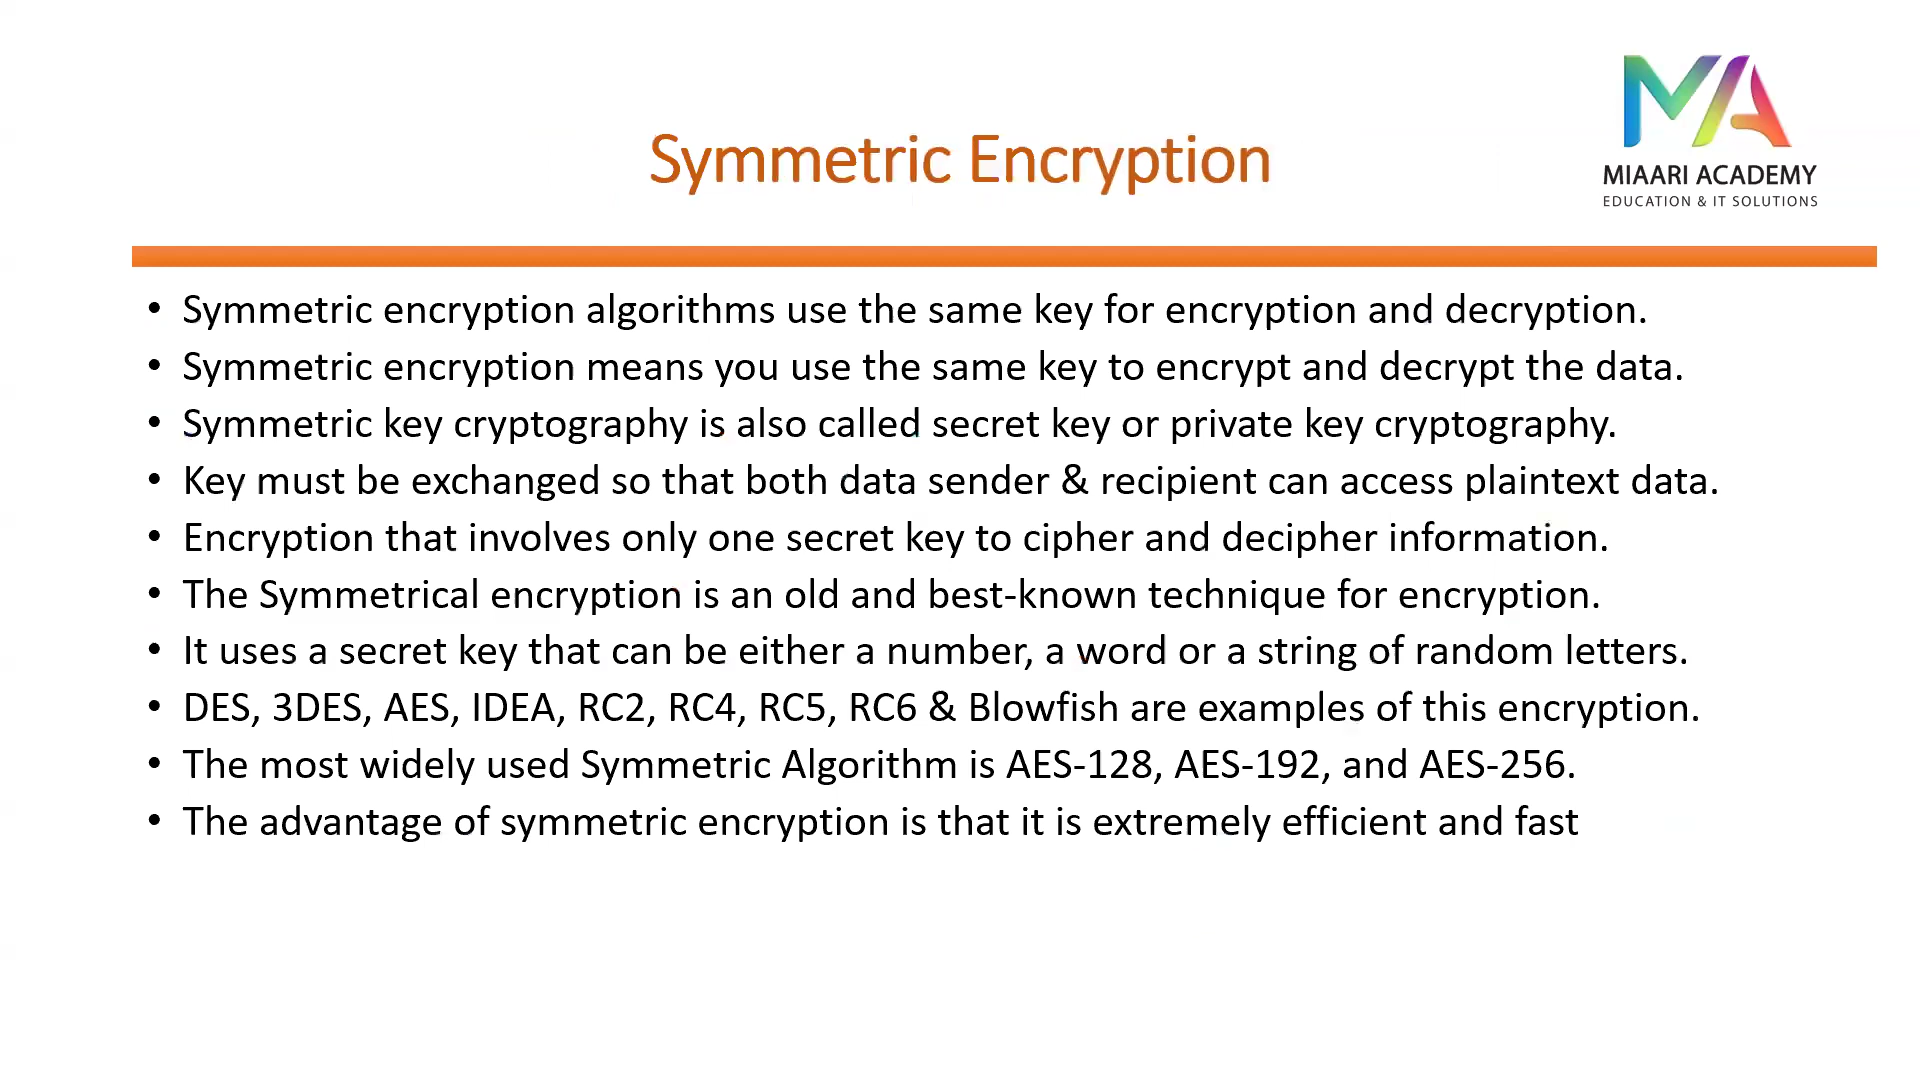 MA
MIAARI ACADEMY
EDUCATION & IT SOLUTIONS
Symmetric Encryption
• Symmetric encryption algorithms use the same key for encryption and decryption.
• Symmetric encryption means you use the same key to encrypt and decrypt the data.
• Symmetric key cryptography is also called secret key or private key cryptography.
• Key must be exchanged so that both data sender & recipient can access plaintext data.
• Encryption that involves only one secret key to cipher and decipher information.
• The Symmetrical encryption is an old and best-known technique for encryption.
• It uses a secret key that can be either a number, a word or a string of random letters.
• DES, 3DES, AES, IDEA, RC2, RC4, RC5, RC6 & Blowfish are examples of this encryption.
• The most widely used Symmetric Algorithm is AES-128, AES-192, and AES-256.
• The advantage of symmetric encryption is that it is extremely efficient and fast